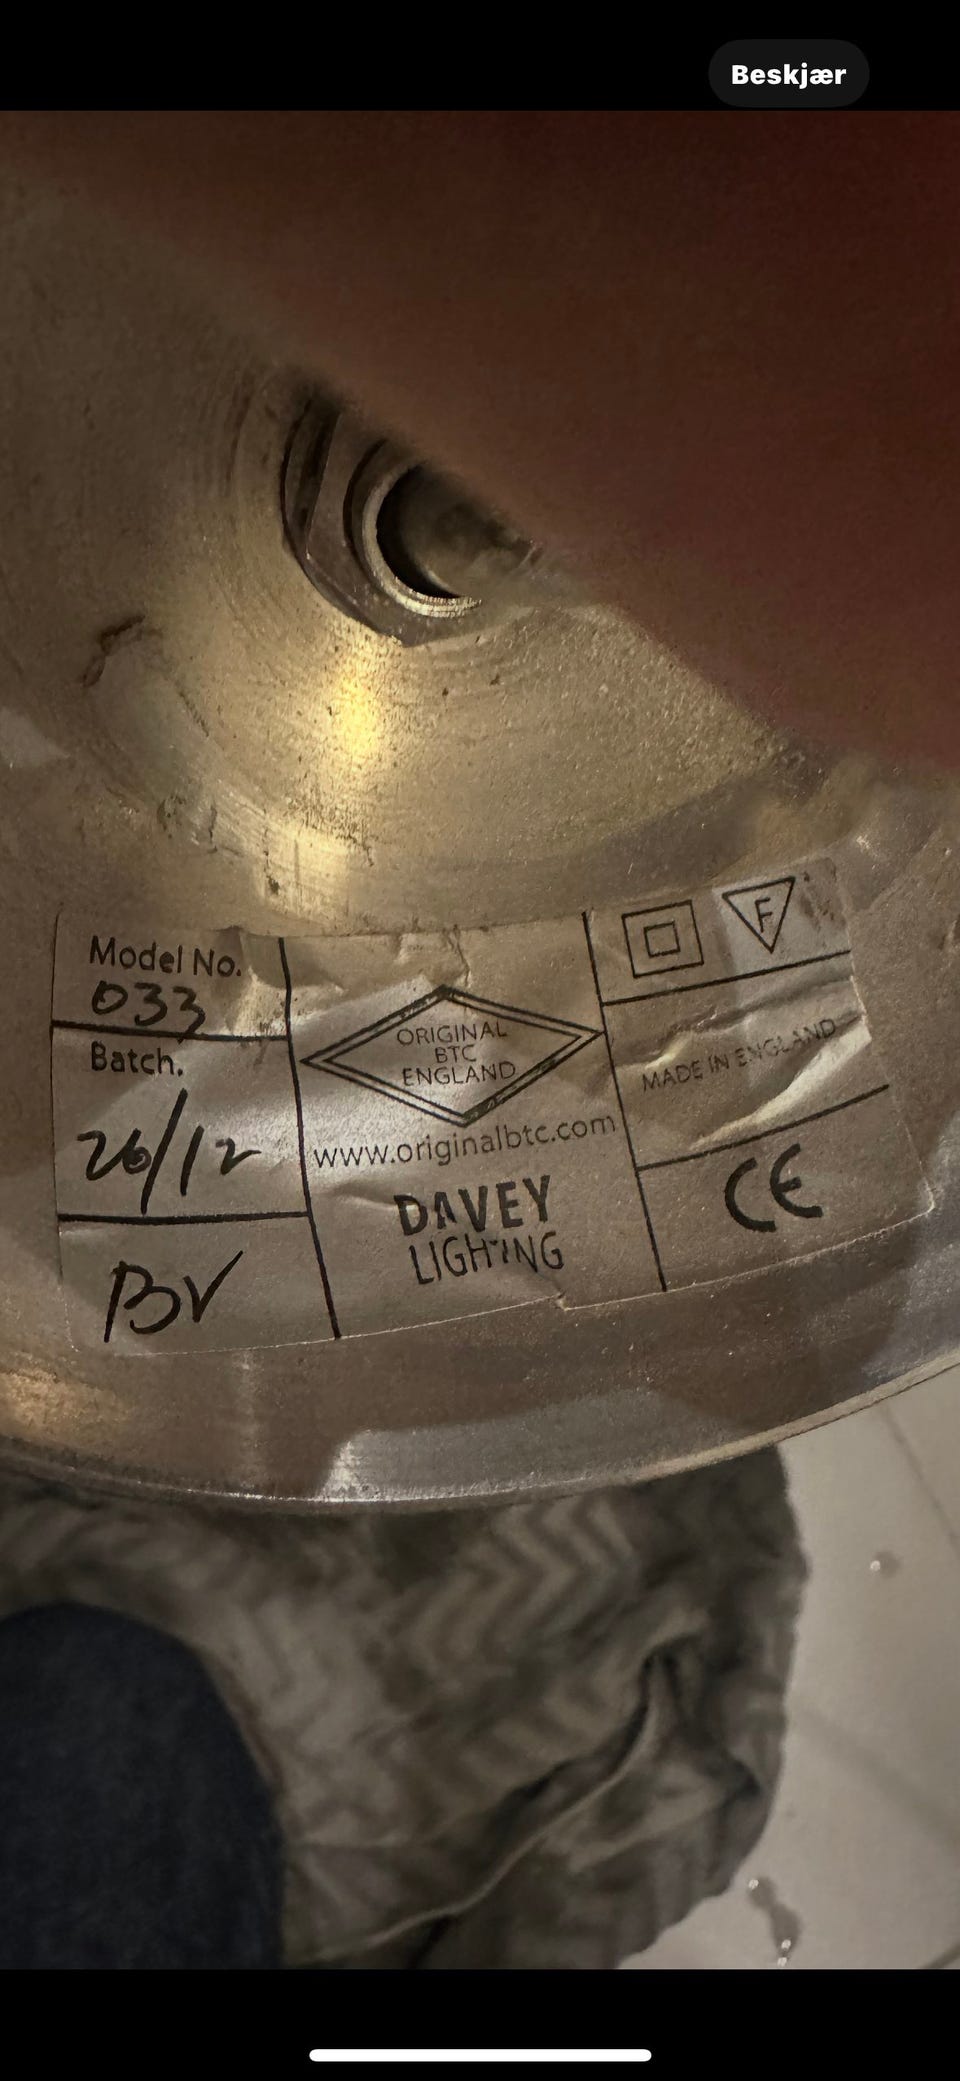 Beskjær
Model No.
033
Batch.
26/12
BV
ORIGINAL
BTC
ENGLAND
www.originalbtc.com
DAVEY
LIGHTING
F
MADE IN ENGLAND
CE